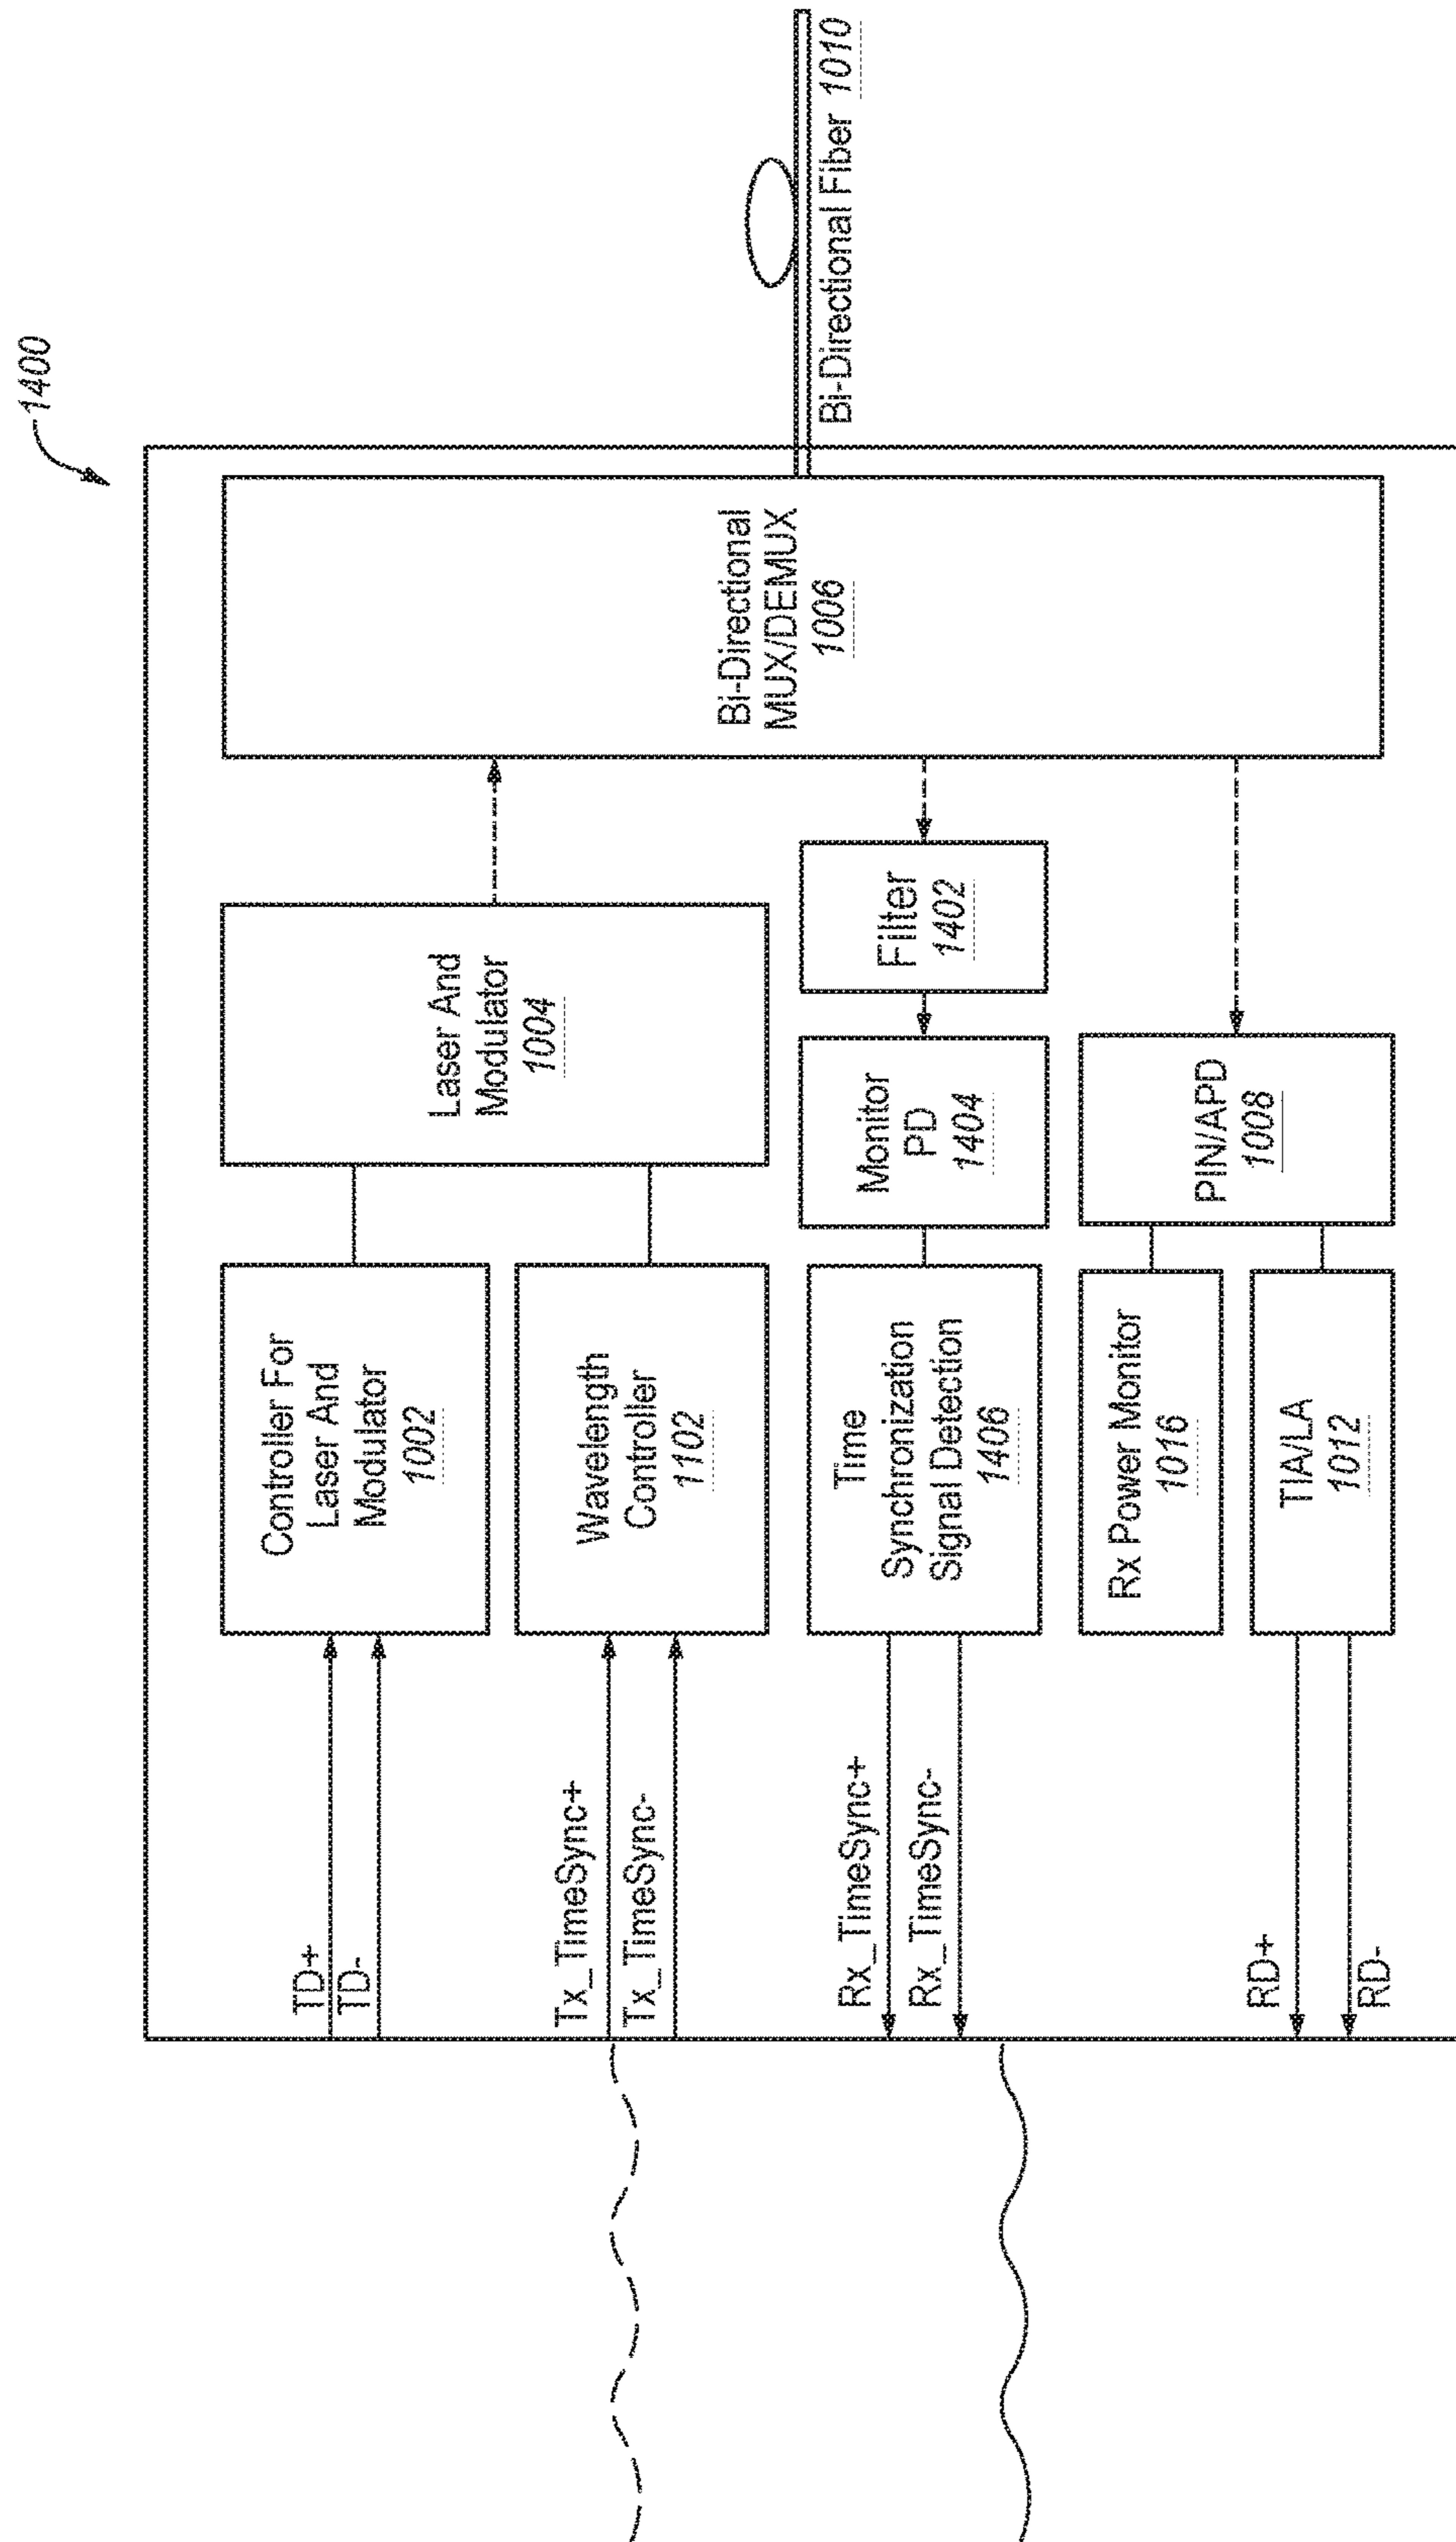 1400
TD+
TD-
Controller For
Laser And
Modulator
1002
Laser And
Modulator
1004
Tx_TimeSync+
Tx_TimeSync-
Wavelength
Controller
1102
Bi-Directional
MUX/DEMUX
1006
Bi-Directional Fiber 1010
Rx_TimeSync+
Rx_TimeSync-
Time
Synchronization
Signal Detection
1406
Monitor
PD
1404
Filter
1402
Rx Power Monitor
1016
PIN/APD
1008
RD+
RD-
TIA/LA
1012